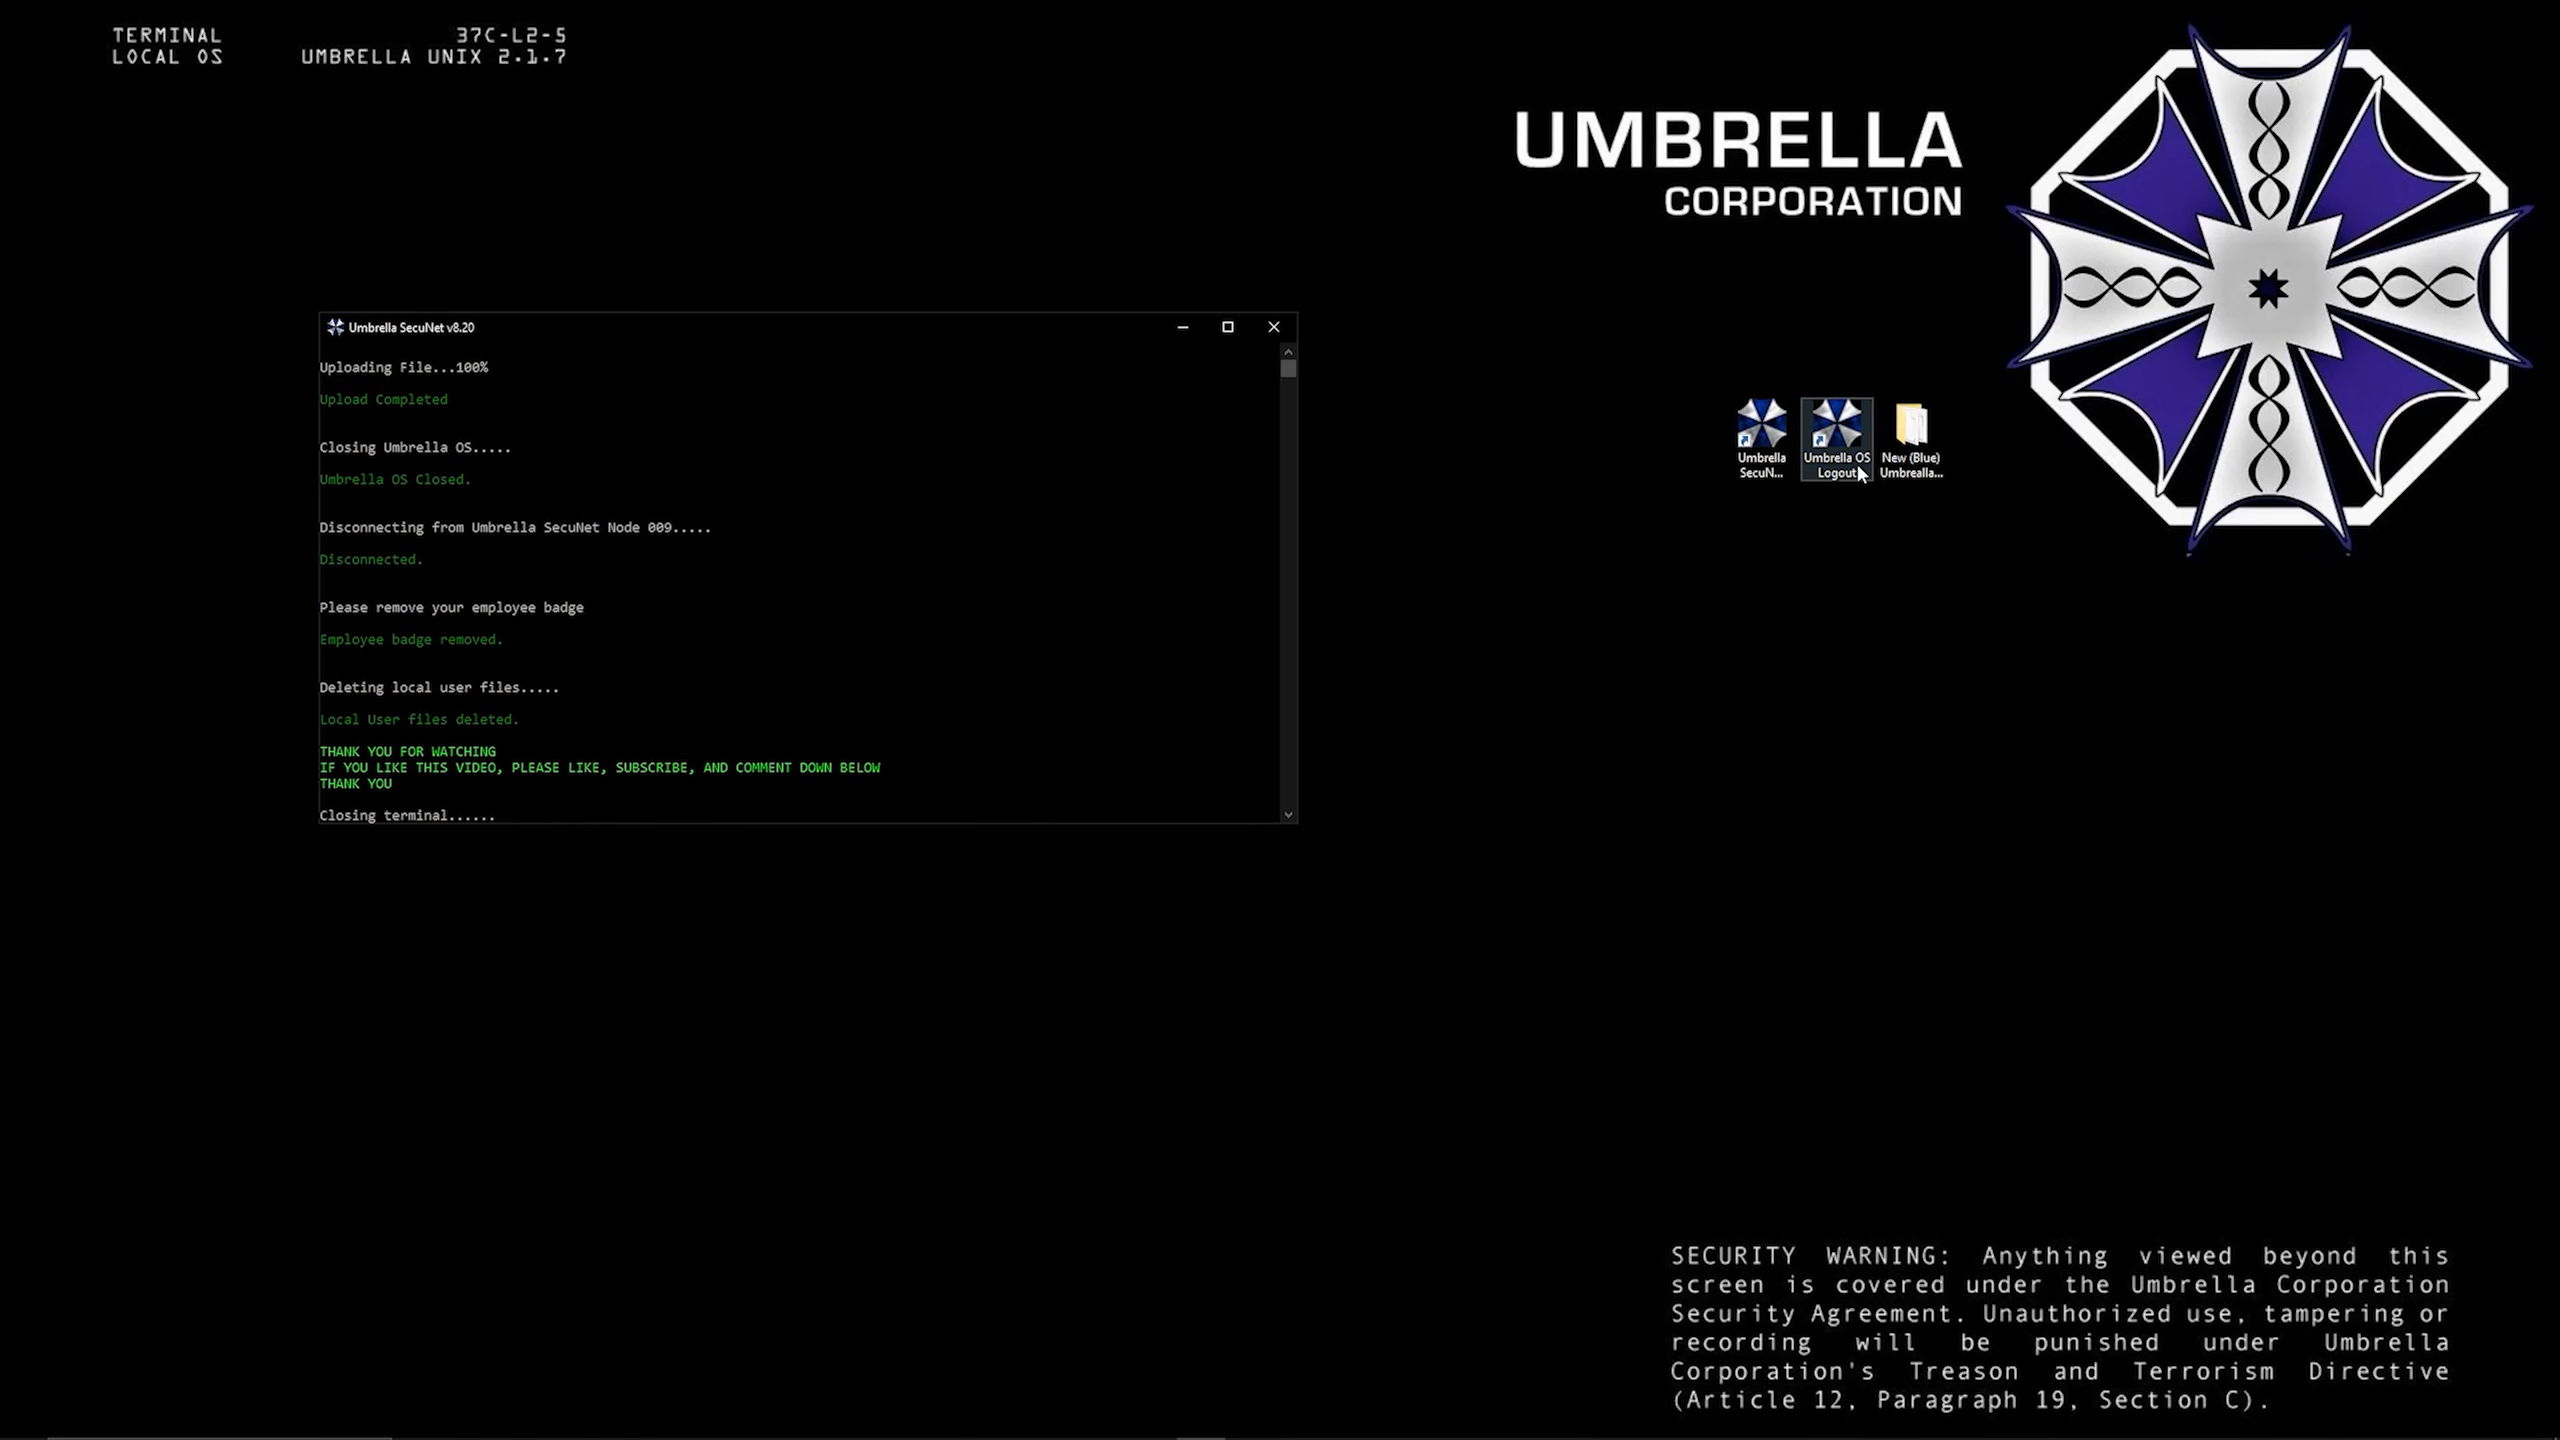 TERMINAL 37C-L2-5
LOCAL OS UMBRELLA UNIX 2.1.7
UMBRELLA
CORPORATION
Umbrella SecuNet v8.20
Uploading File...100%
Upload Completed
Closing Umbrella OS.....
Umbrella OS Closed.
Disconnecting from Umbrella SecuNet Node 009.....
Disconnected.
Please remove your employee badge
Employee badge removed.
Deleting local user files.....
Local User files deleted.
THANK YOU FOR WATCHING
IF YOU LIKE THIS VIDEO, PLEASE LIKE, SUBSCRIBE, AND COMMENT DOWN BELOW
THANK YOU
Closing terminal......
Umbrella
SecuN...
Umbrella OS
Logout
New (Blue)
Umbrealla...
SECURITY WARNING: Anything viewed beyond this
screen is covered under the Umbrella Corporation
Security Agreement. Unauthorized use, tampering or
recording will be punished under Umbrella
Corporation's Treason and Terrorism Directive
(Article 12, Paragraph 19, Section C).